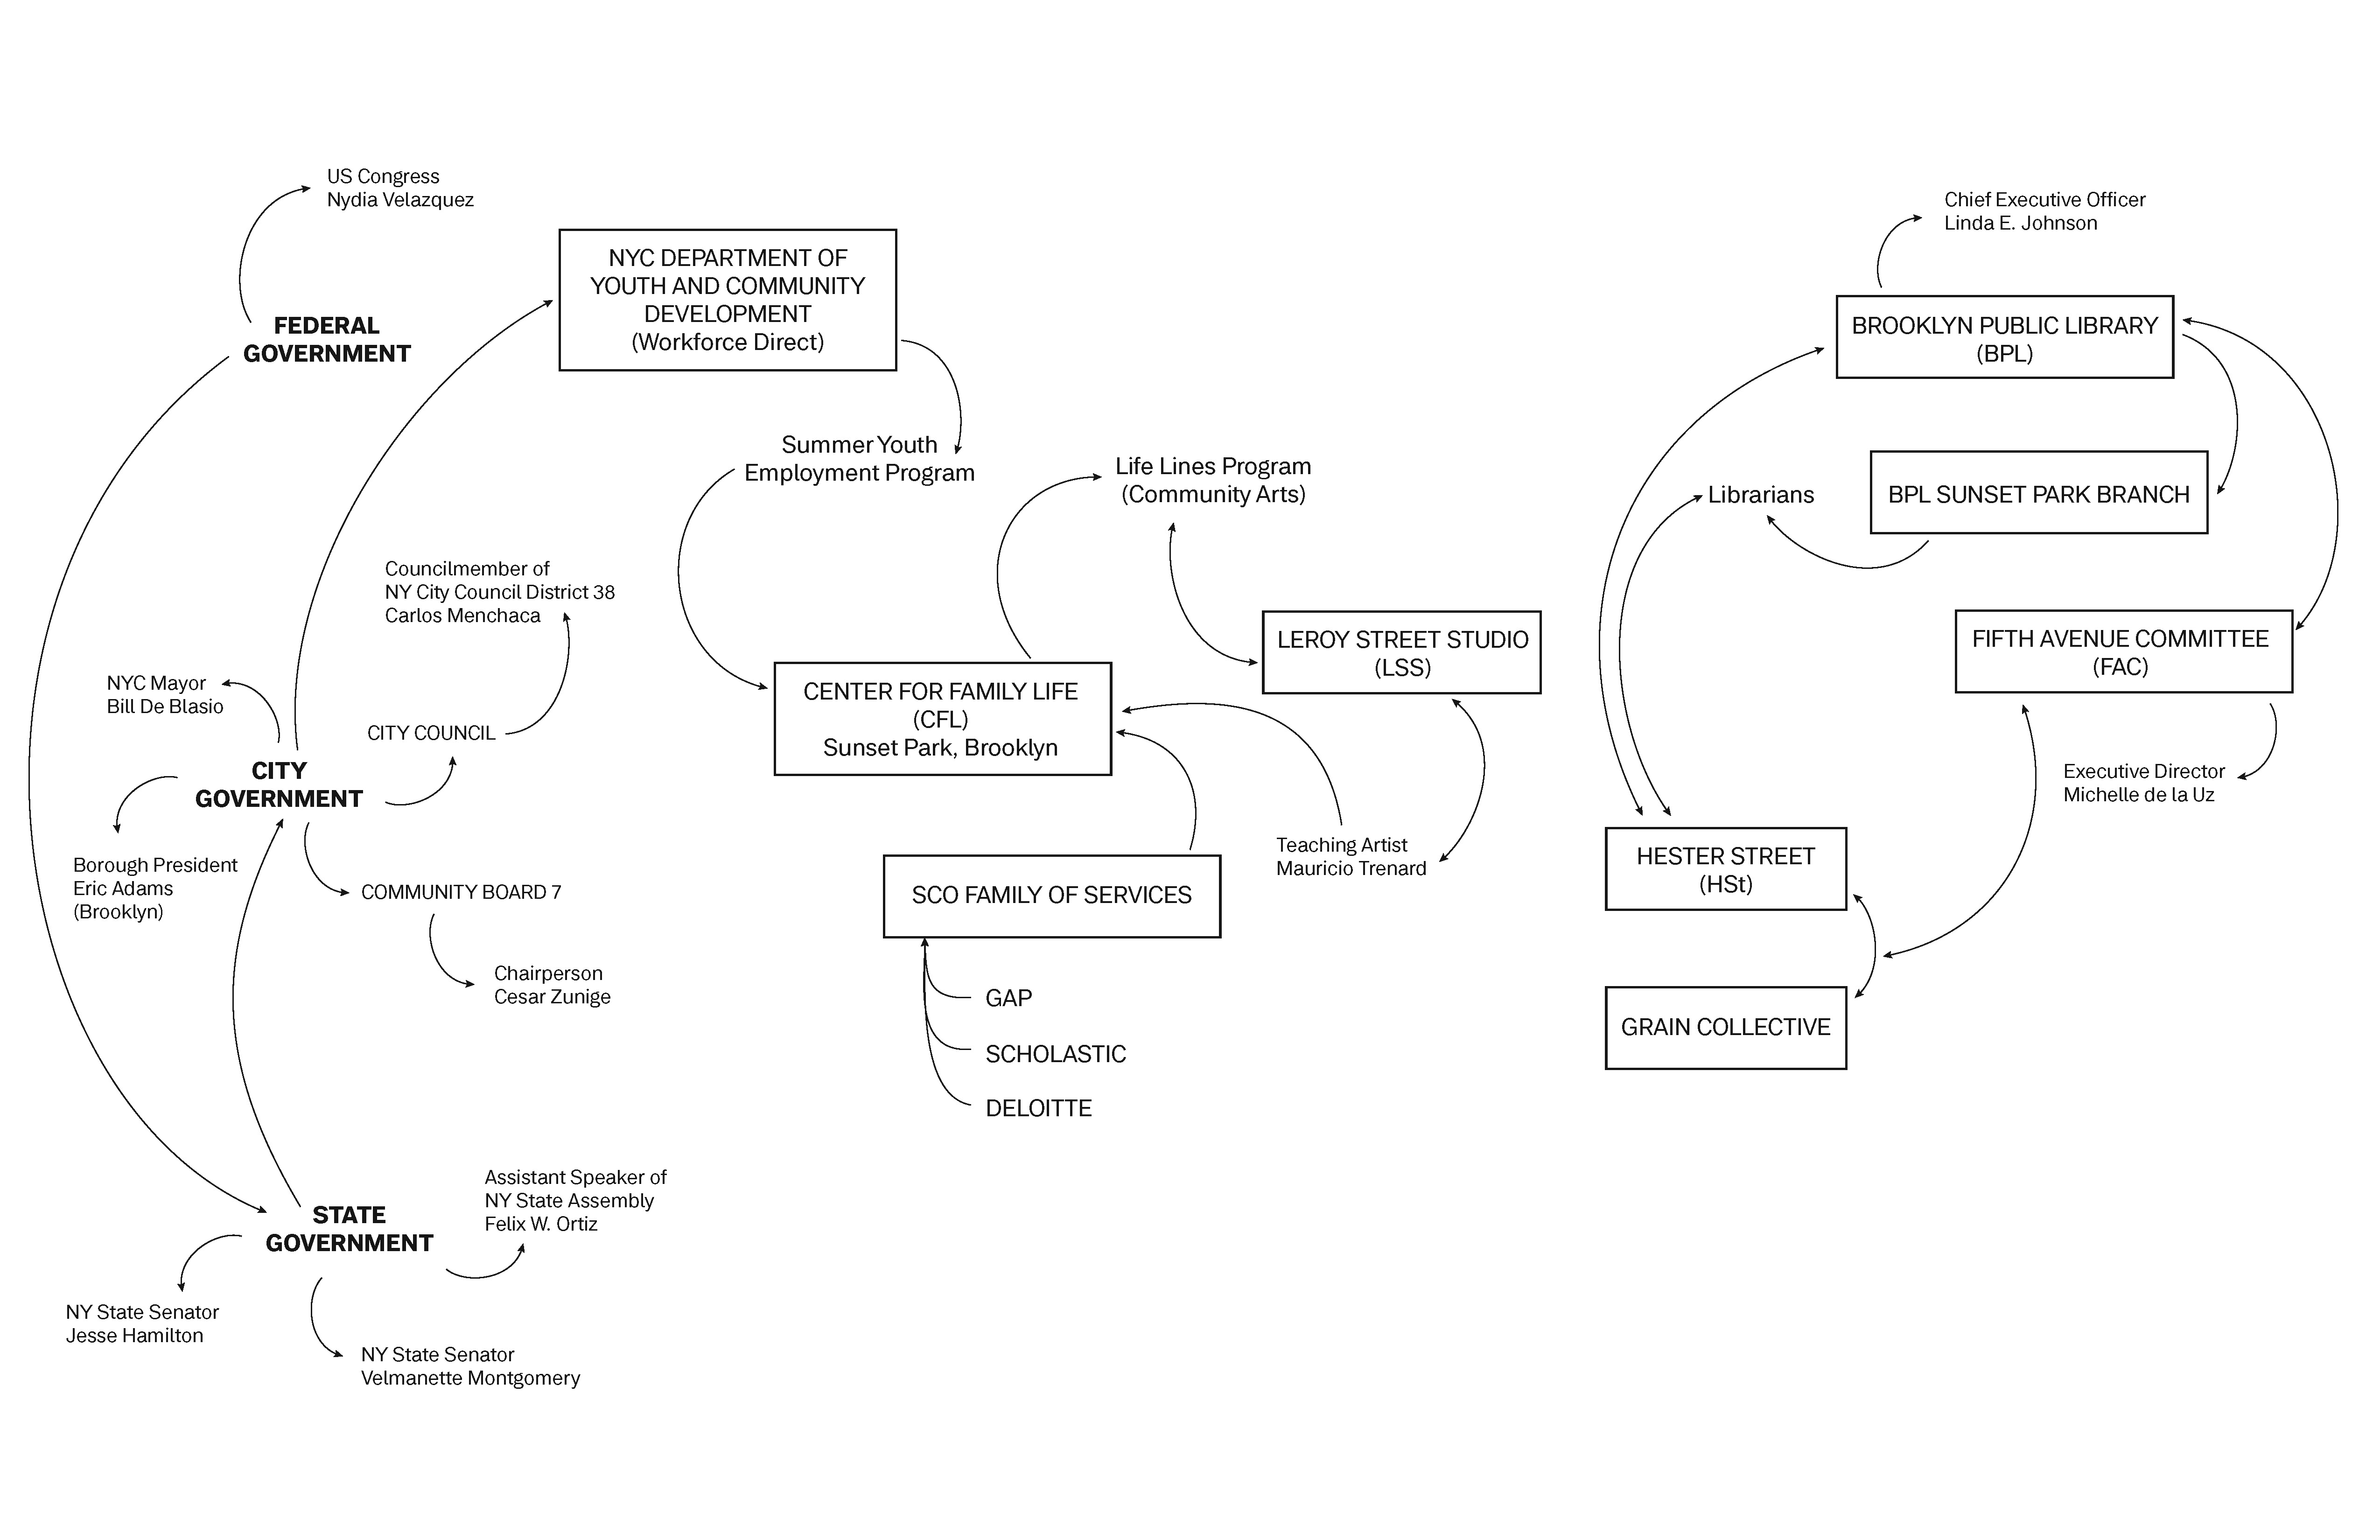 US Congress
Nydia Velazquez
FEDERAL
GOVERNMENT
NYC DEPARTMENT OF
YOUTH AND COMMUNITY
DEVELOPMENT
(Workforce Direct)
Summer Youth
Employment Program
Councilmember of
NY City Council District 38
Carlos Menchaca
NYC Mayor
Bill De Blasio
CITY COUNCIL
CITY
GOVERNMENT
Borough President
Eric Adams
(Brooklyn)
COMMUNITY BOARD 7
Chairperson
Cesar Zunige
Assistant Speaker of
NY State Assembly
Felix W. Ortiz
STATE
GOVERNMENT
NY State Senator
Jesse Hamilton
NY State Senator
Velmanette Montgomery
Life Lines Program
(Community Arts)
LEROY STREET STUDIO
(LSS)
CENTER FOR FAMILY LIFE
(CFL)
Sunset Park, Brooklyn
Teaching Artist
Mauricio Trenard
SCO FAMILY OF SERVICES
GAP
SCHOLASTIC
DELOITTE
Chief Executive Officer
Linda E. Johnson
BROOKLYN PUBLIC LIBRARY
(BPL)
Librarians
BPL SUNSET PARK BRANCH
FIFTH AVENUE COMMITTEE
(FAC)
Executive Director
Michelle de la Uz
HESTER STREET
(HSt)
GRAIN COLLECTIVE